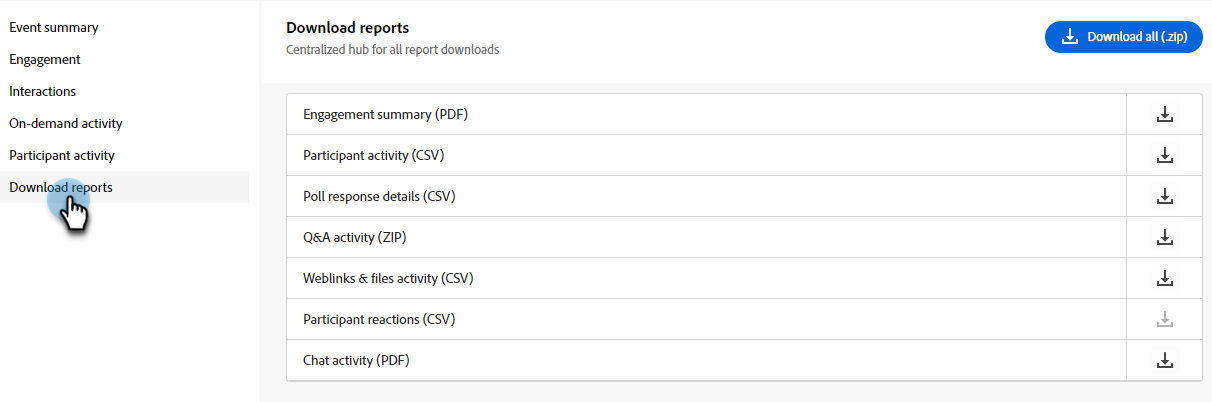 Event summary
Engagement
Interactions
On-demand activity
Participant activity
Download reports
Download reports
Centralized hub for all report downloads
Download all (.zip)
Engagement summary (PDF)
Participant activity (CSV)
Poll response details (CSV)
Q&A activity (ZIP)
Weblinks & files activity (CSV)
Participant reactions (CSV)
Chat activity (PDF)